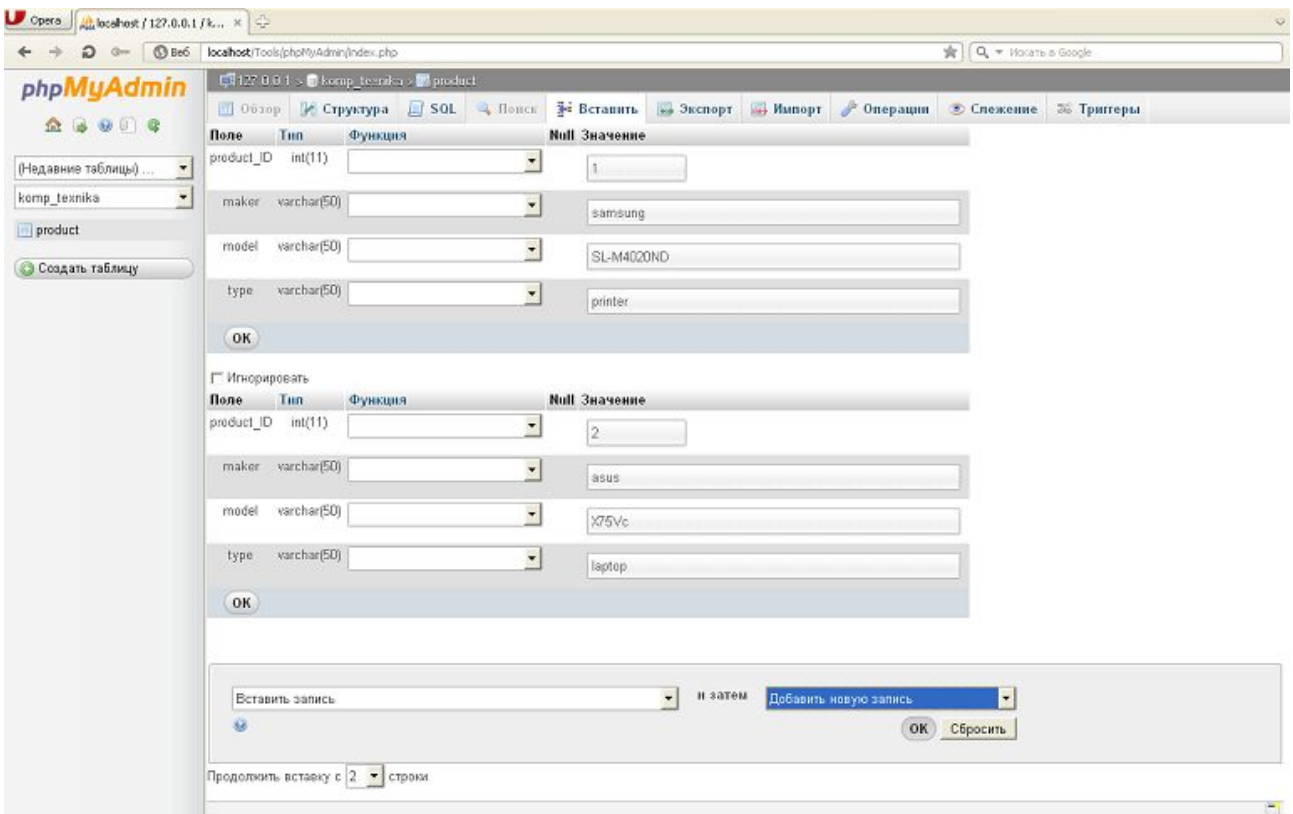 Opera localhost / 127.0.0.1 / k...
Веб localhost/Tools/phpMyAdmin/index.php Искать в Google
phpMyAdmin
127.0.0.1 » komp_texnika » product
Обзор Структура SQL Поиск Вставить Экспорт Импорт Операции Слежение Триггеры
(Недавние таблицы) ...
komp_texnika
product
Создать таблицу
Поле Тип Функция Null Значение
product_ID int(11) 1
maker varchar(50) samsung
model varchar(50) SL-M4020ND
type varchar(50) printer
OK
Игнорировать
Поле Тип Функция Null Значение
product_ID int(11) 2
maker varchar(50) asus
model varchar(50) X75Vc
type varchar(50) laptop
OK
Вставить запись и затем Добавить новую запись
OK Сбросить
Продолжить вставку с 2 строки